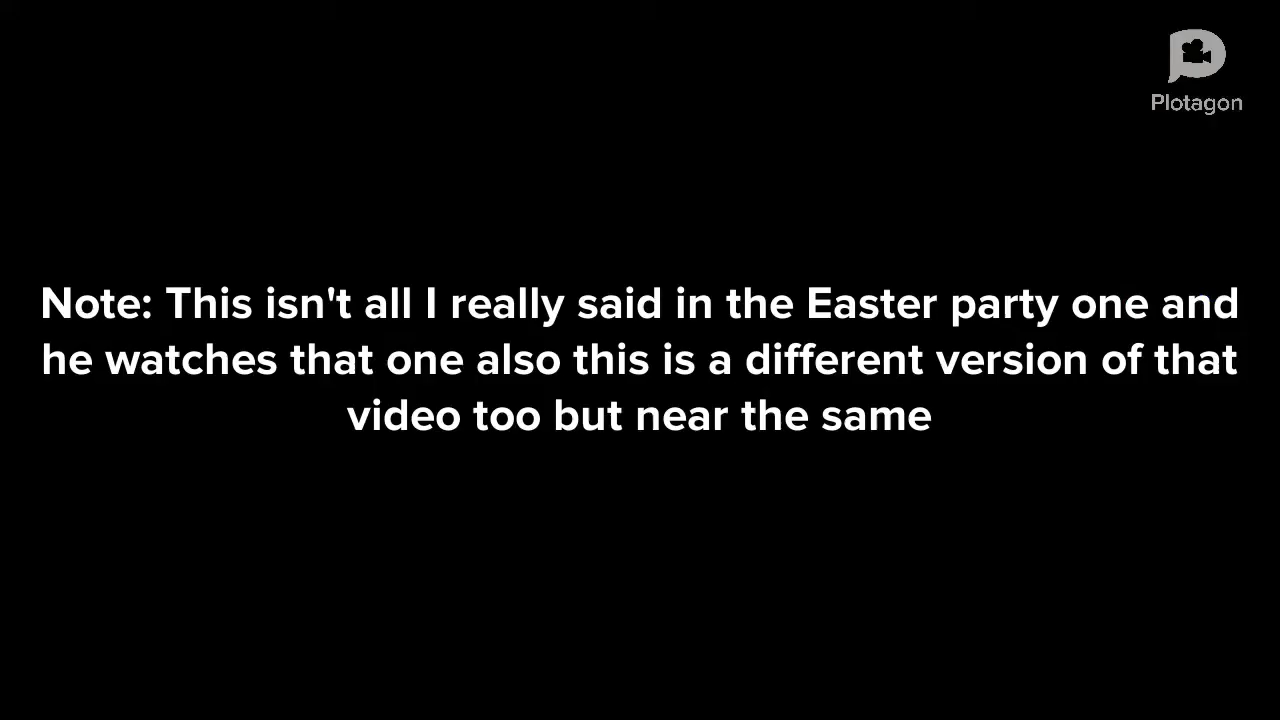 Plotagon
Note: This isn't all I really said in the Easter party one and
he watches that one also this is a different version of that
video too but near the same